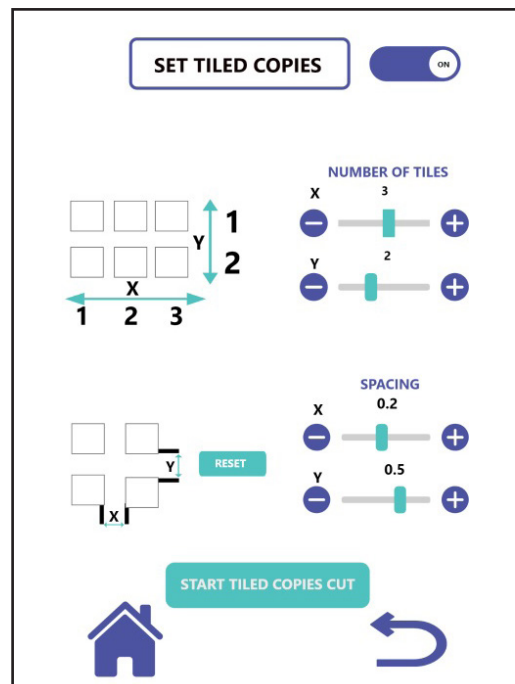 SET TILED COPIES
ON
NUMBER OF TILES
X
3
Y
2
1
Y
2
X
1 2 3
SPACING
X
0.2
Y
0.5
Y
RESET
X
START TILED COPIES CUT